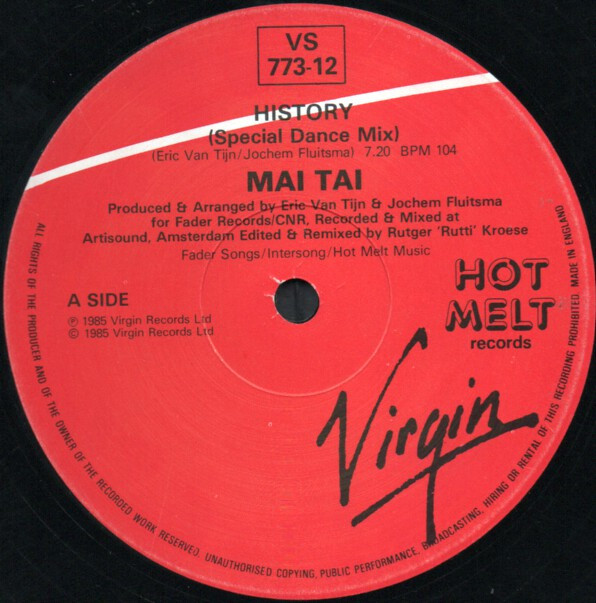 VS
773-12
HISTORY
(Special Dance Mix)
(Eric Van Tijn/Jochem Fluitsma) 7.20 BPM 104
MAI TAI
Produced & Arranged by Eric Van Tijn & Jochem Fluitsma
for Fader Records/CNR. Recorded & Mixed at
Artisound, Amsterdam Edited & Remixed by Rutger 'Rutti' Kroese
Fader Songs/Intersong/Hot Melt Music
A SIDE
℗ 1985 Virgin Records Ltd
© 1985 Virgin Records Ltd
HOT
MELT
records
Virgin
ALL RIGHTS OF THE PRODUCER AND OF THE OWNER OF THE RECORDED WORK RESERVED. UNAUTHORISED COPYING, PUBLIC PERFORMANCE, BROADCASTING, HIRING OR RENTAL OF THIS RECORDING PROHIBITED. MADE IN ENGLAND